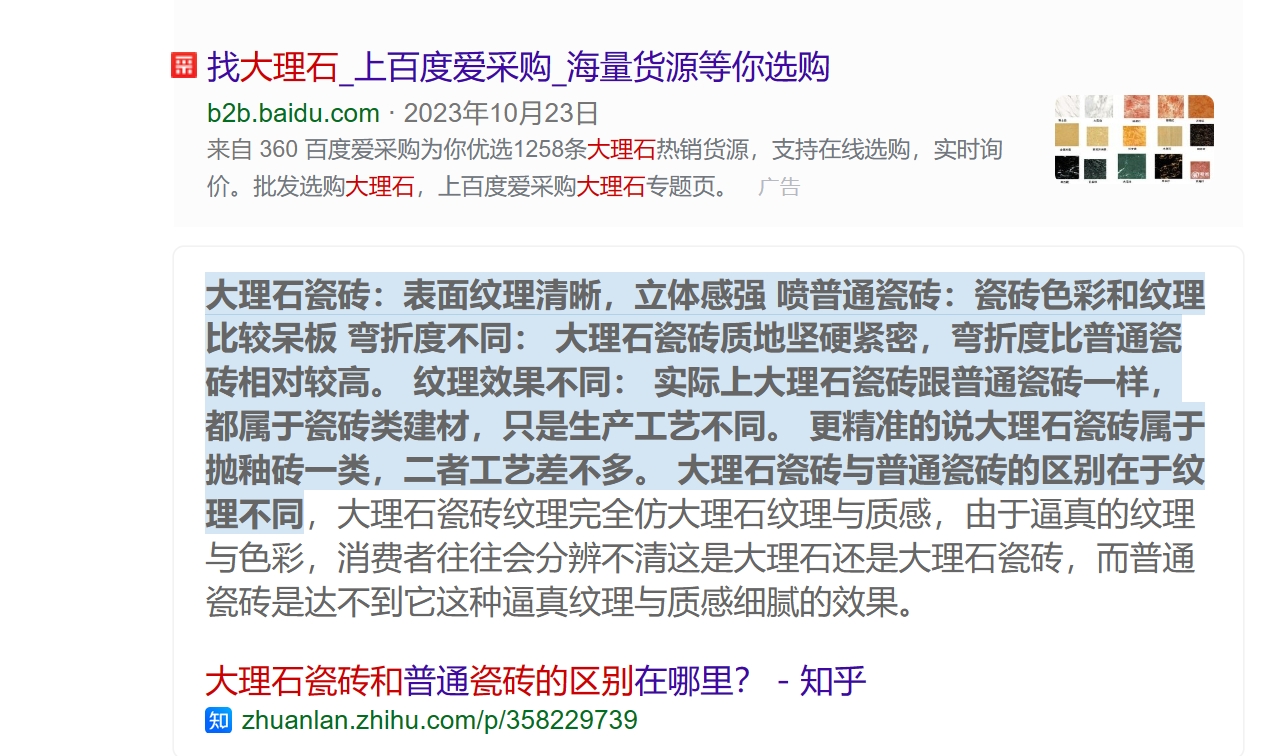 找大理石_上百度爱采购_海量货源等你选购
b2b.baidu.com · 2023年10月23日
来自 360 百度爱采购为你优选1258条大理石热销货源，支持在线选购，实时询
价。批发选购大理石，上百度爱采购大理石专题页。 广告
大理石瓷砖：表面纹理清晰，立体感强 喷普通瓷砖：瓷砖色彩和纹理
比较呆板 弯折度不同： 大理石瓷砖质地坚硬紧密，弯折度比普通瓷
砖相对较高。 纹理效果不同： 实际上大理石瓷砖跟普通瓷砖一样，
都属于瓷砖类建材，只是生产工艺不同。 更精准的说大理石瓷砖属于
抛釉砖一类，二者工艺差不多。 大理石瓷砖与普通瓷砖的区别在于纹
理不同，大理石瓷砖纹理完全仿大理石纹理与质感，由于逼真的纹理
与色彩，消费者往往会分辨不清这是大理石还是大理石瓷砖，而普通
瓷砖是达不到它这种逼真纹理与质感细腻的效果。
大理石瓷砖和普通瓷砖的区别在哪里？ - 知乎
知 zhuanlan.zhihu.com/p/358229739